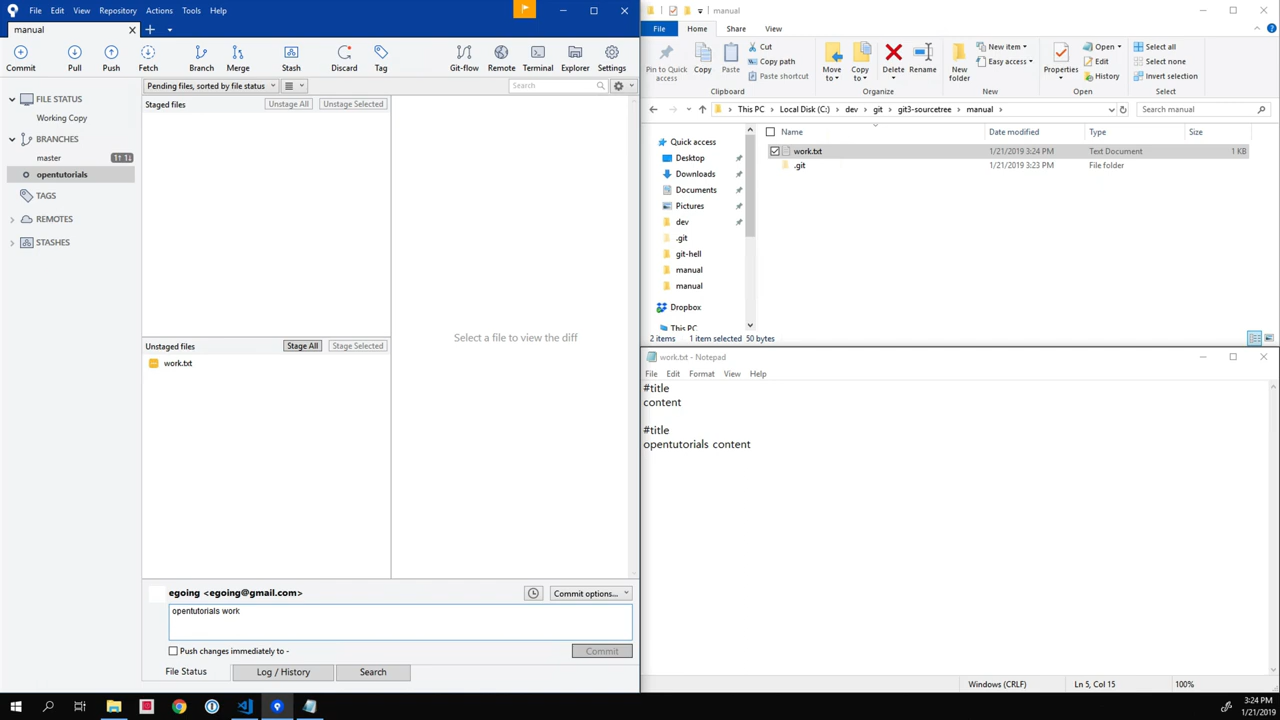 File Edit View Repository Actions Tools Help
manual
Commit Pull Push Fetch Branch Merge Stash Discard Tag Git-flow Remote Terminal Explorer Settings
Pending files, sorted by file status
Search
Staged files Unstage All Unstage Selected
FILE STATUS
Working Copy
BRANCHES
master 1↑ 1↓
opentutorials
TAGS
REMOTES
STASHES
Select a file to view the diff
Unstaged files Stage All Stage Selected
work.txt
egoing <egoing@gmail.com> Commit options...
opentutorials work
Push changes immediately to -
Commit
File Status Log / History Search
manual
File Home Share View
Pin to Quick access
Copy
Paste
Cut
Copy path
Paste shortcut
Clipboard
Move to
Copy to
Delete
Rename
Organize
New folder
New item
Easy access
New
Properties
Open
Edit
History
Open
Select all
Select none
Invert selection
Select
This PC > Local Disk (C:) > dev > git > git3-sourcetree > manual >
Search manual
Quick access
Desktop
Downloads
Documents
Pictures
dev
.git
git-hell
manual
manual
Dropbox
This PC
Name Date modified Type Size
work.txt 1/21/2019 3:24 PM Text Document 1 KB
.git 1/21/2019 3:23 PM File folder
2 items 1 item selected 50 bytes
work.txt - Notepad
File Edit Format View Help
#title
content
#title
opentutorials content
Windows (CRLF) Ln 5, Col 15 100%
3:24 PM
1/21/2019